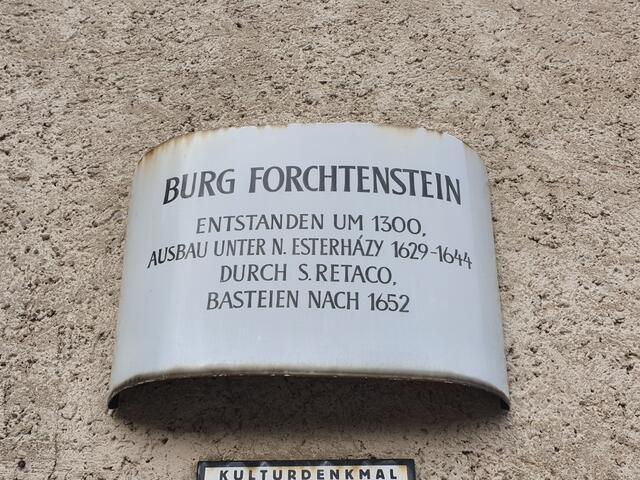 BURG FORCHTENSTEIN
ENTSTANDEN UM 1300,
AUSBAU UNTER N. ESTERHÁZY 1629-1644
DURCH S. RETACO,
BASTEIEN NACH 1652
KULTURDENKMAL